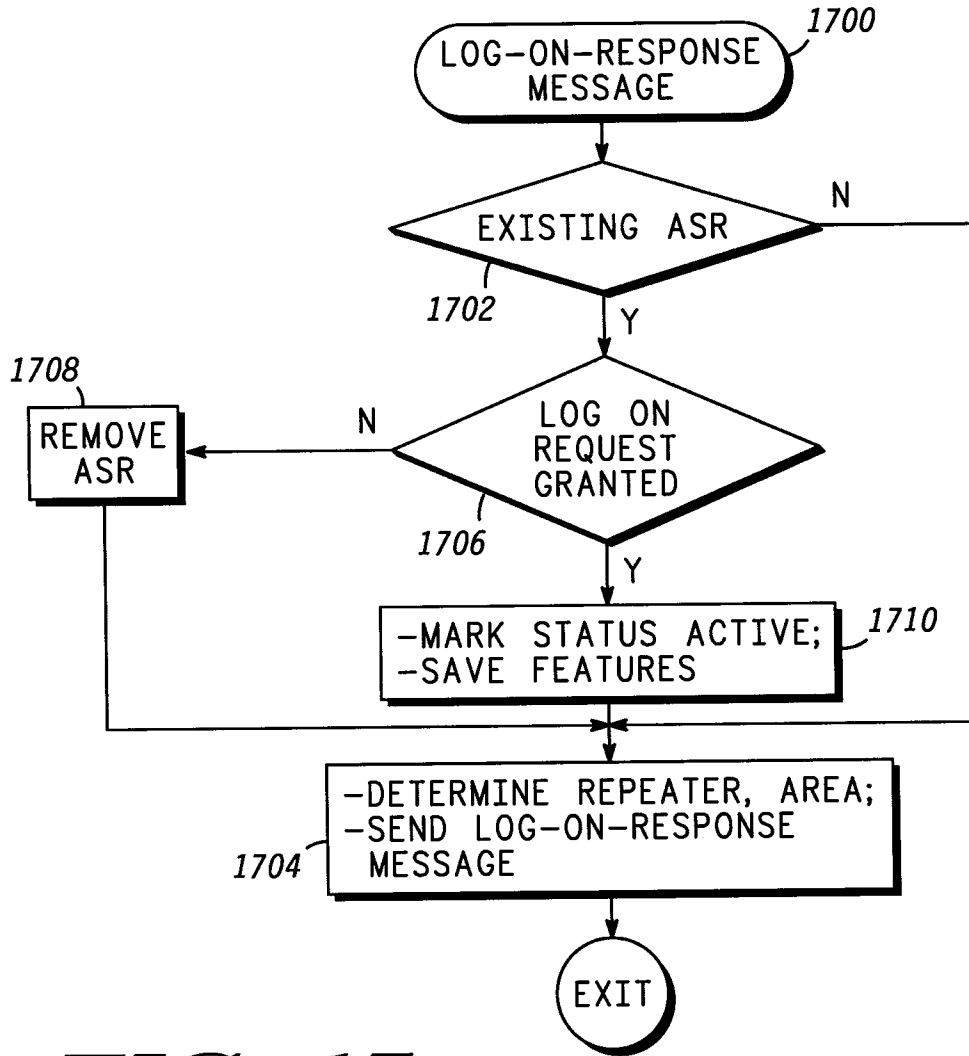 1700
LOG-ON-RESPONSE
MESSAGE
EXISTING ASR
N
1702
Y
1708
REMOVE
ASR
N
LOG ON
REQUEST
GRANTED
1706
Y
-MARK STATUS ACTIVE;
-SAVE FEATURES
1710
-DETERMINE REPEATER, AREA;
-SEND LOG-ON-RESPONSE
MESSAGE
1704
EXIT